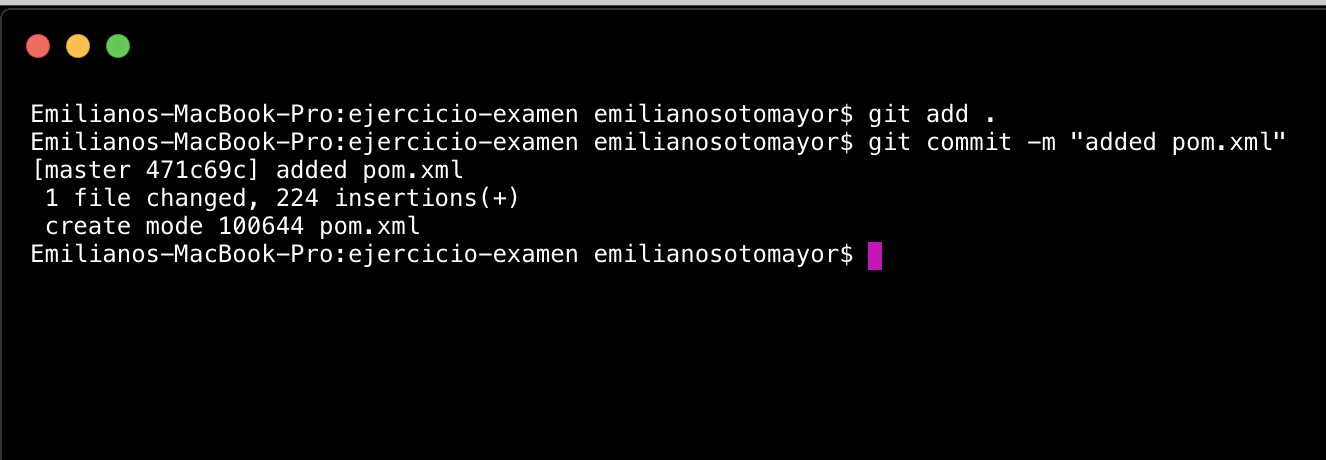 Emilianos-MacBook-Pro:ejercicio-examen emilianosotomayor$ git add .
Emilianos-MacBook-Pro:ejercicio-examen emilianosotomayor$ git commit -m "added pom.xml"
[master 471c69c] added pom.xml
 1 file changed, 224 insertions(+)
 create mode 100644 pom.xml
Emilianos-MacBook-Pro:ejercicio-examen emilianosotomayor$